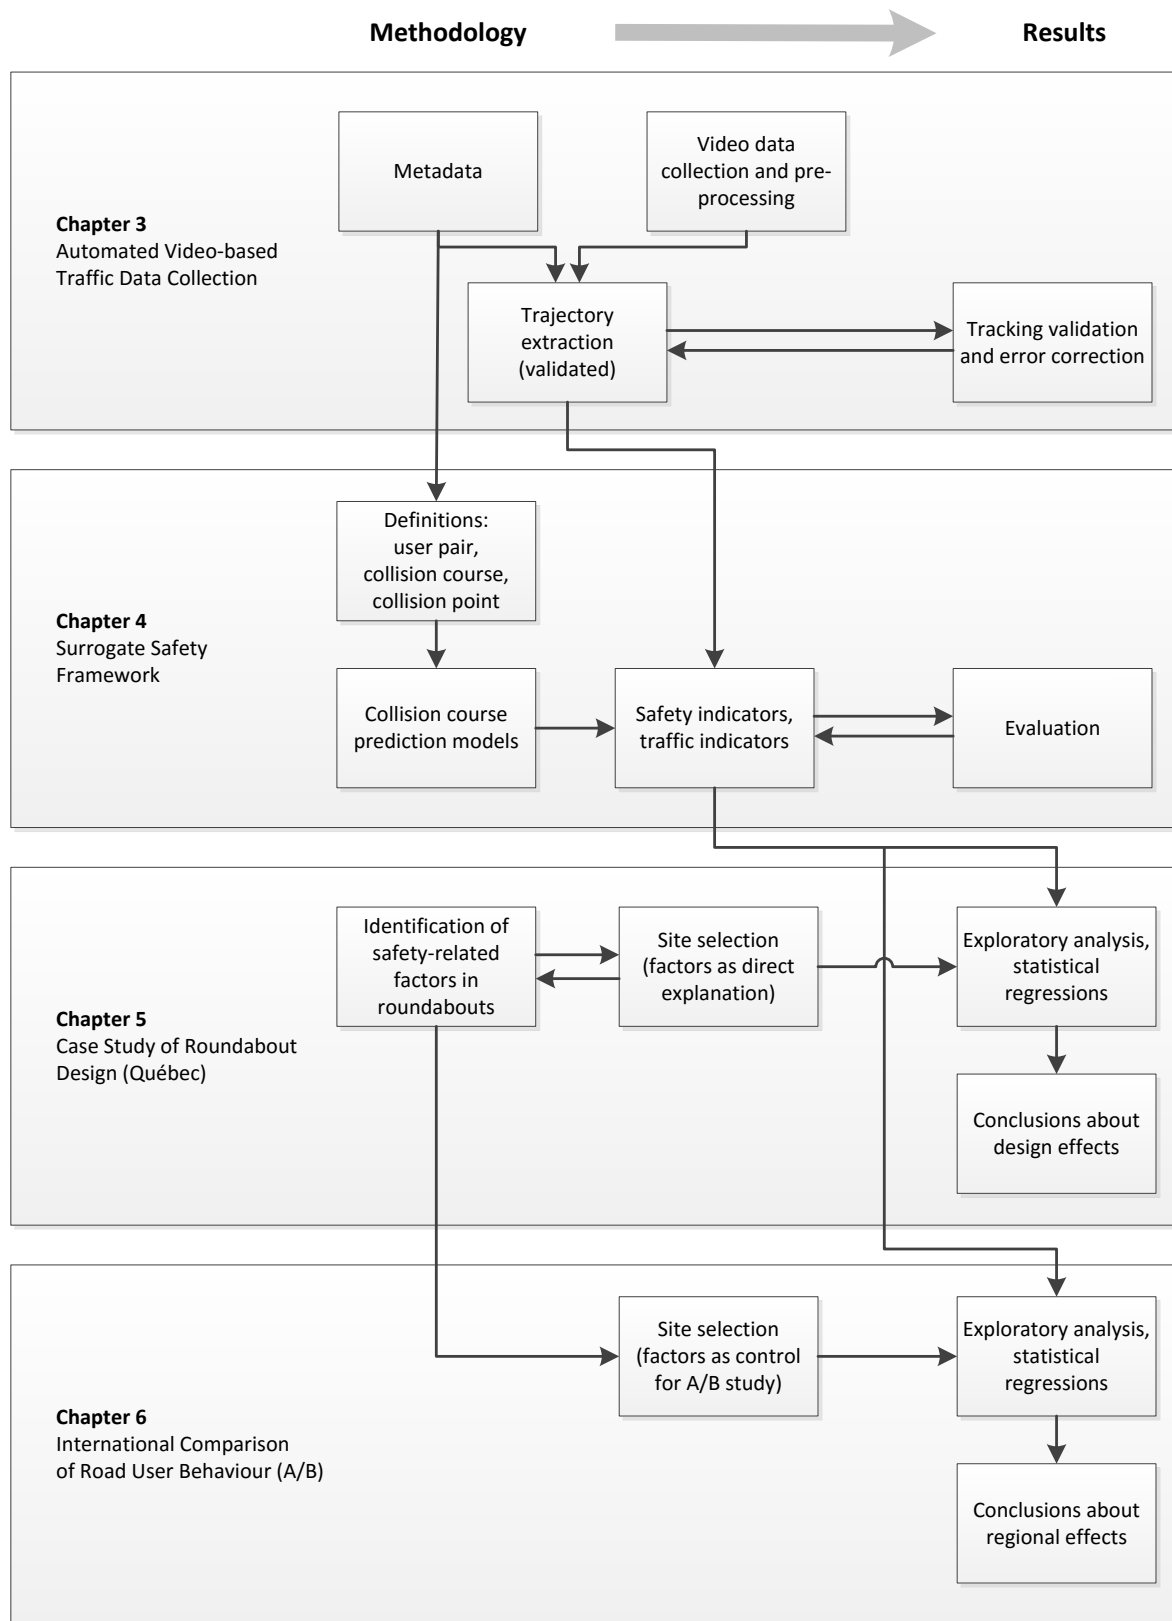 Methodology
Results
Chapter 3
Automated Video-based
Traffic Data Collection
Metadata
Video data
collection and pre-
processing
Trajectory
extraction
(validated)
Tracking validation
and error correction
Chapter 4
Surrogate Safety
Framework
Definitions:
user pair,
collision course,
collision point
Collision course
prediction models
Safety indicators,
traffic indicators
Evaluation
Chapter 5
Case Study of Roundabout
Design (Québec)
Identification of
safety-related
factors in
roundabouts
Site selection
(factors as direct
explanation)
Exploratory analysis,
statistical
regressions
Conclusions about
design effects
Chapter 6
International Comparison
of Road User Behaviour (A/B)
Site selection
(factors as control
for A/B study)
Exploratory analysis,
statistical
regressions
Conclusions about
regional effects